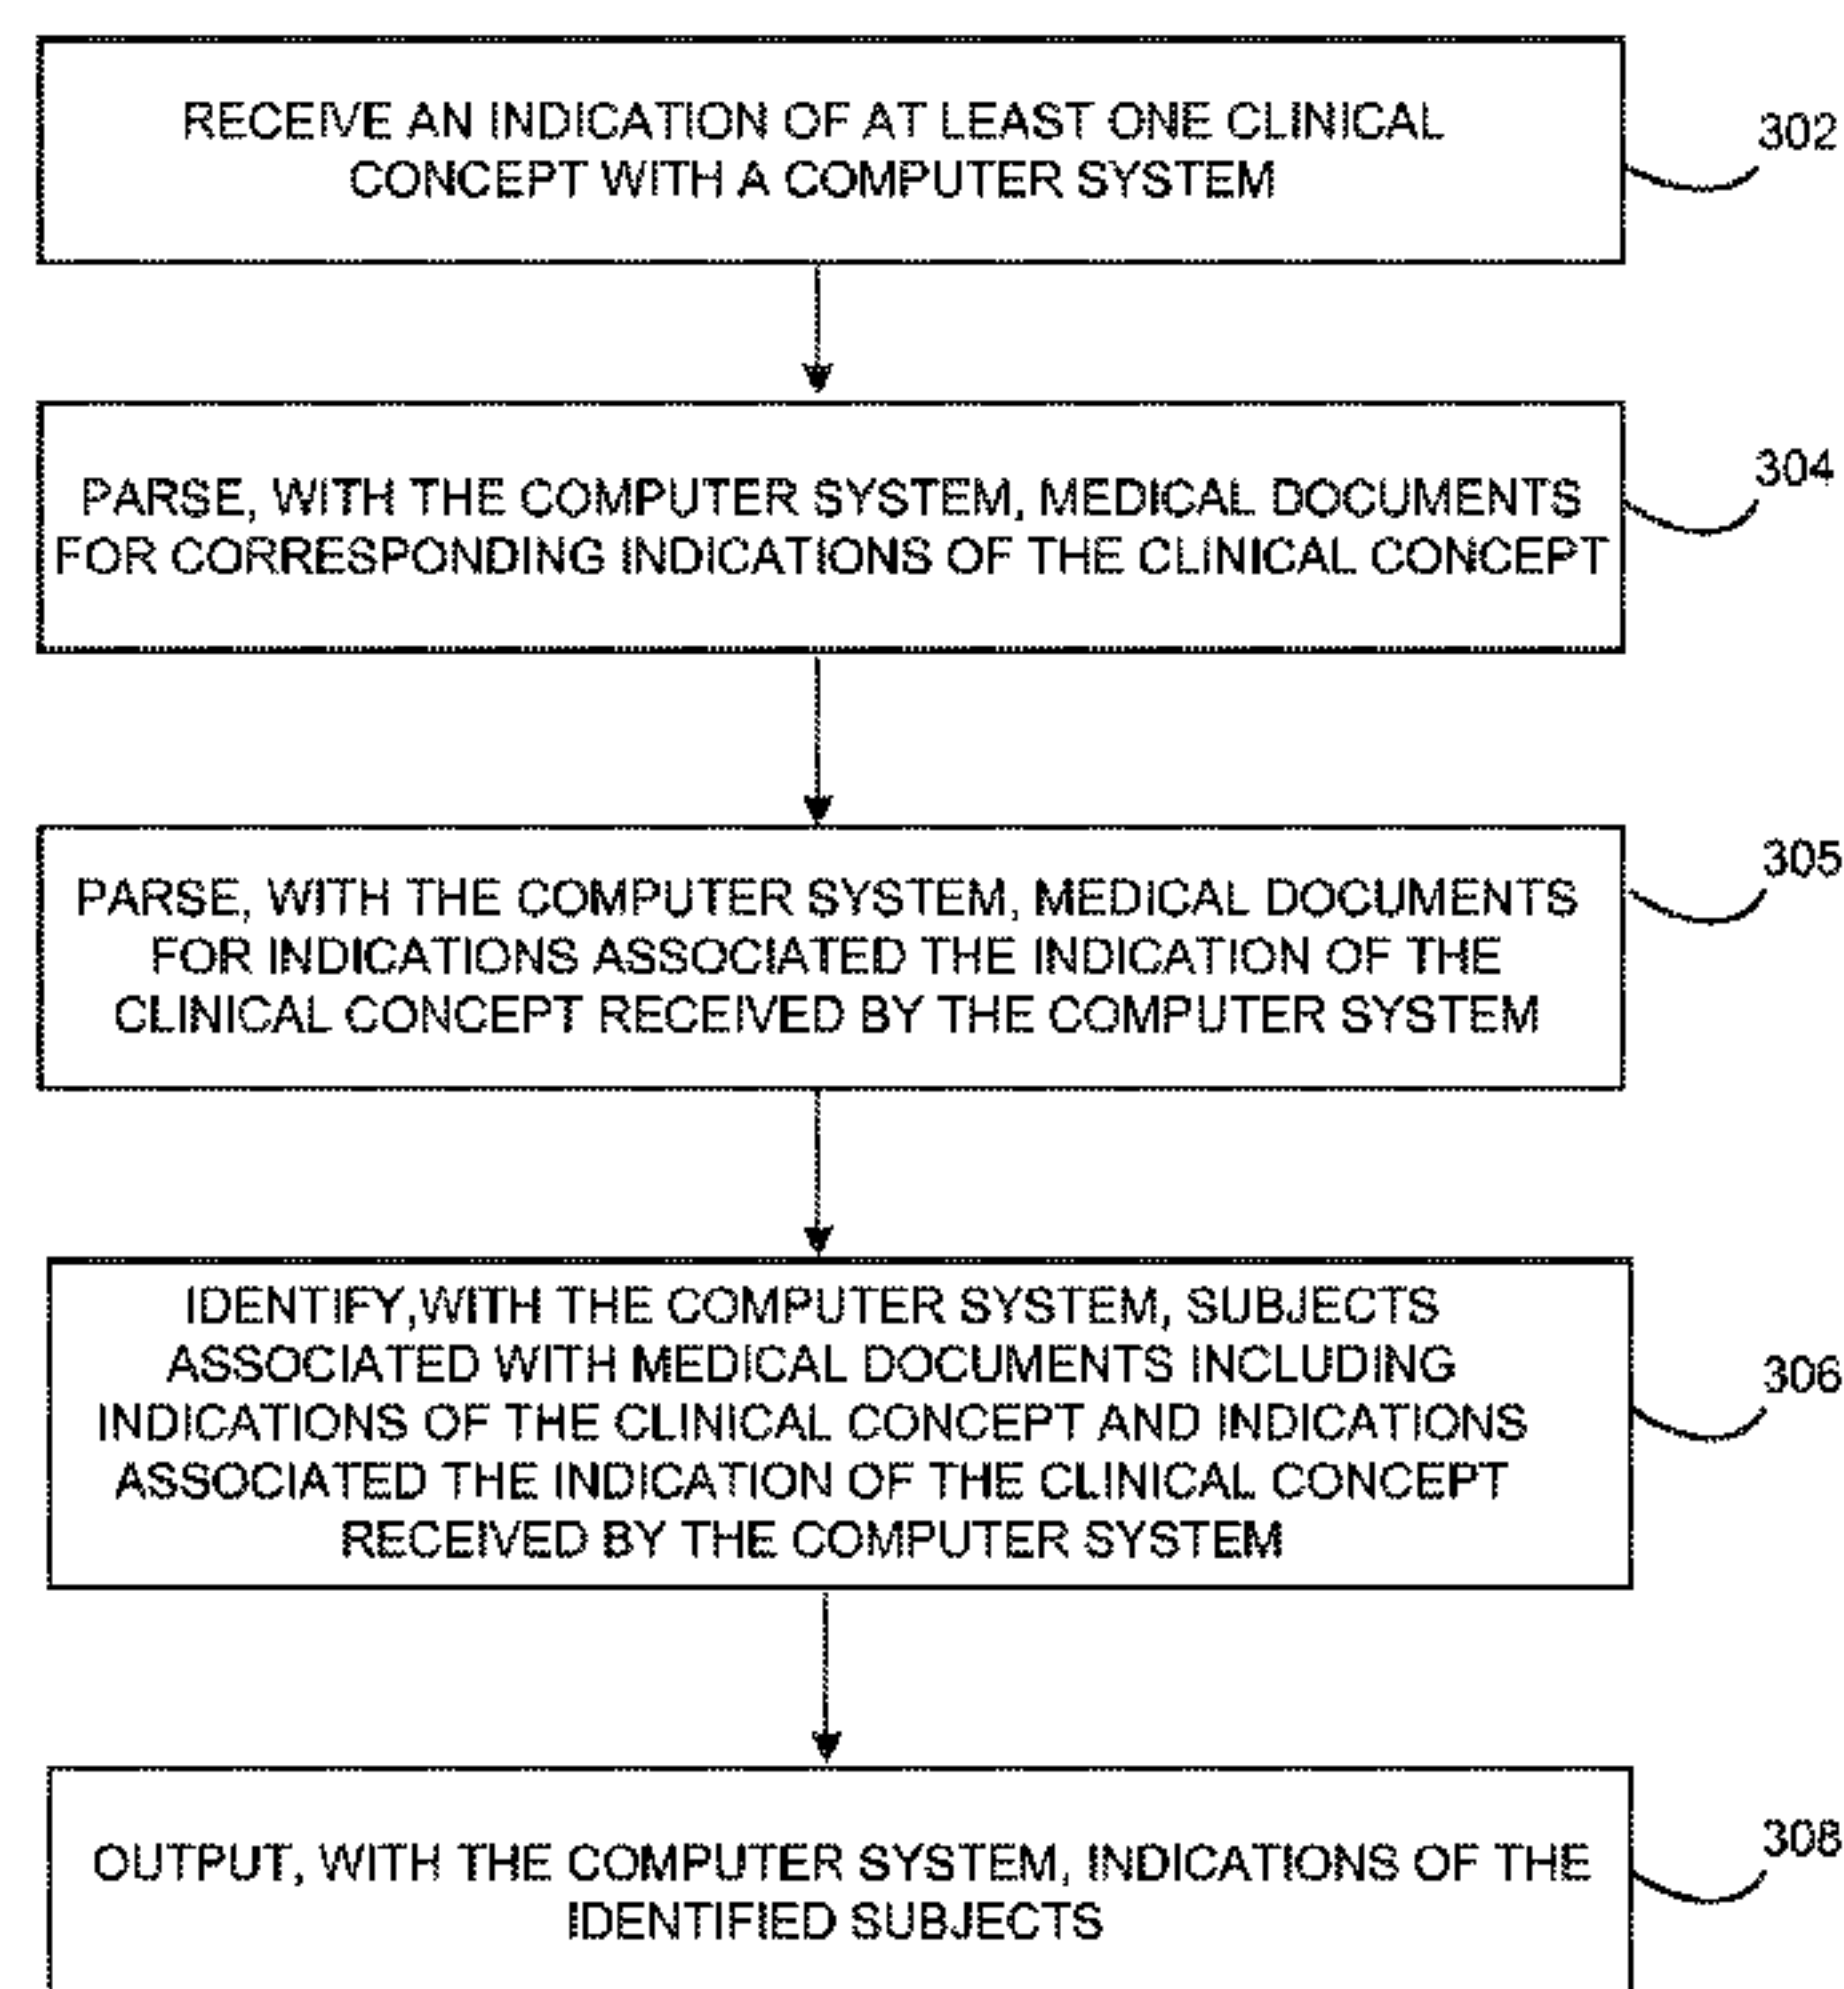 RECEIVE AN INDICATION OF AT LEAST ONE CLINICAL
CONCEPT WITH A COMPUTER SYSTEM
302
PARSE, WITH THE COMPUTER SYSTEM, MEDICAL DOCUMENTS
FOR CORRESPONDING INDICATIONS OF THE CLINICAL CONCEPT
304
PARSE, WITH THE COMPUTER SYSTEM, MEDICAL DOCUMENTS
FOR INDICATIONS ASSOCIATED THE INDICATION OF THE
CLINICAL CONCEPT RECEIVED BY THE COMPUTER SYSTEM
305
IDENTIFY,WITH THE COMPUTER SYSTEM, SUBJECTS
ASSOCIATED WITH MEDICAL DOCUMENTS INCLUDING
INDICATIONS OF THE CLINICAL CONCEPT AND INDICATIONS
ASSOCIATED THE INDICATION OF THE CLINICAL CONCEPT
RECEIVED BY THE COMPUTER SYSTEM
306
OUTPUT, WITH THE COMPUTER SYSTEM, INDICATIONS OF THE
IDENTIFIED SUBJECTS
308